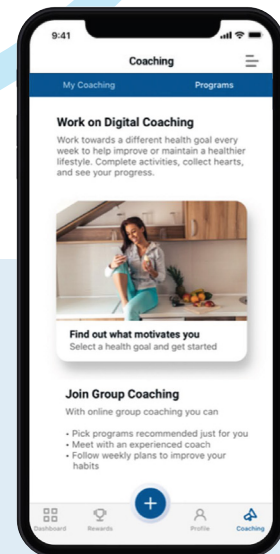 9:41
Coaching
My Coaching
Programs
Work on Digital Coaching
Work towards a different health goal every
week to help improve or maintain a healthier
lifestyle. Complete activities, collect hearts,
and see your progress.
Find out what motivates you
Select a health goal and get started
Join Group Coaching
With online group coaching you can
• Pick programs recommended just for you
• Meet with an experienced coach
• Follow weekly plans to improve your
habits
Dashboard
Rewards
Profile
Coaching